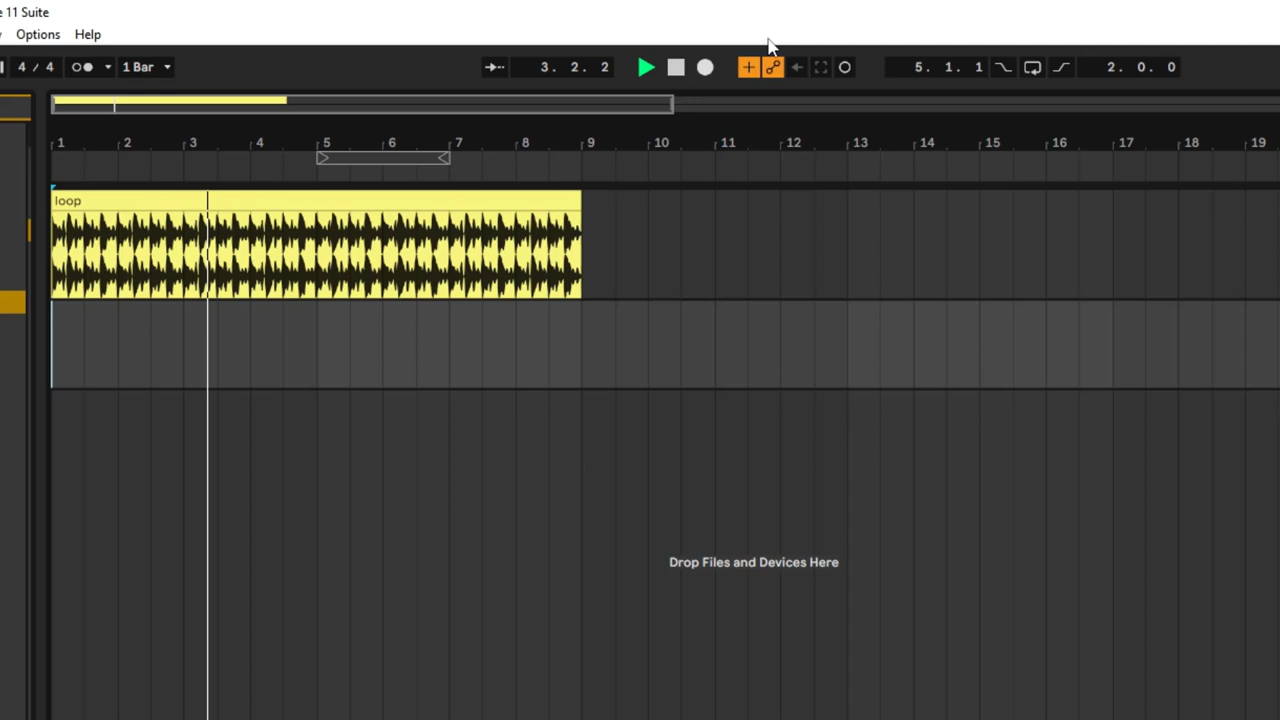 e 11 Suite
Options Help
4 / 4 1 Bar 3. 2. 2 5. 1. 1 2. 0. 0
1 2 3 4 5 6 7 8 9 10 11 12 13 14 15 16 17 18 19
loop
Drop Files and Devices Here